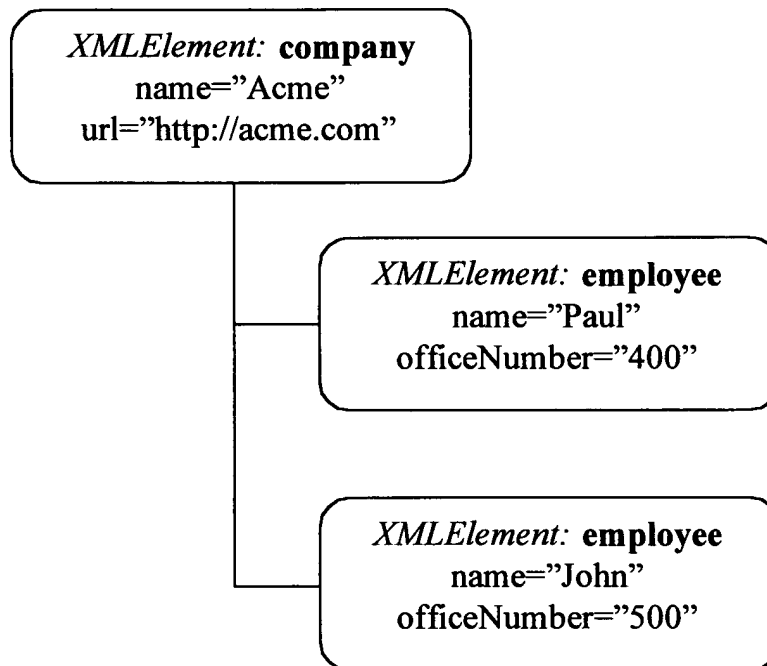 XMLElement: company
name=”Acme”
url=”http://acme.com”
XMLElement: employee
name=”Paul”
officeNumber=”400”
XMLElement: employee
name=”John”
officeNumber=”500”